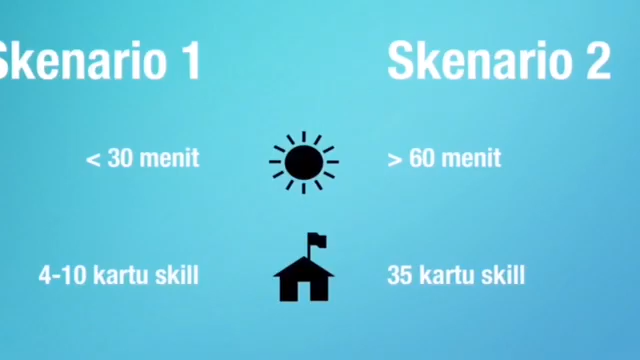 Skenario 1
Skenario 2
< 30 menit
> 60 menit
4-10 kartu skill
35 kartu skill